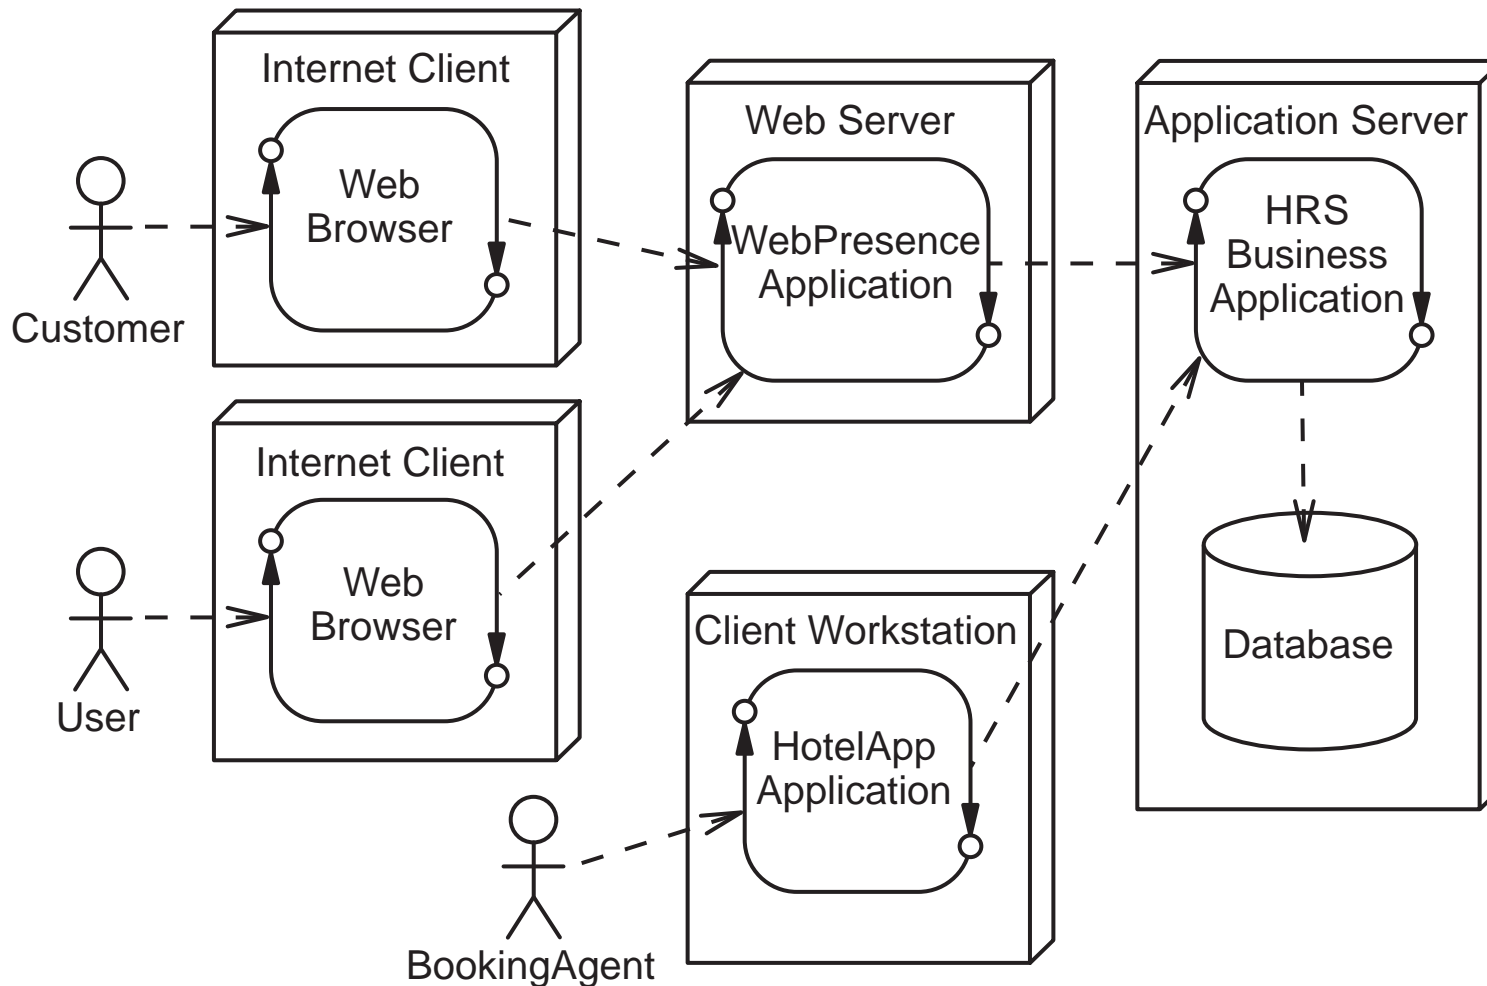 Internet Client
Web
Browser
Customer
Web Server
WebPresence
Application
Application Server
HRS
Business
Application
Internet Client
Web
Browser
User
Client Workstation
HotelApp
Application
Database
BookingAgent